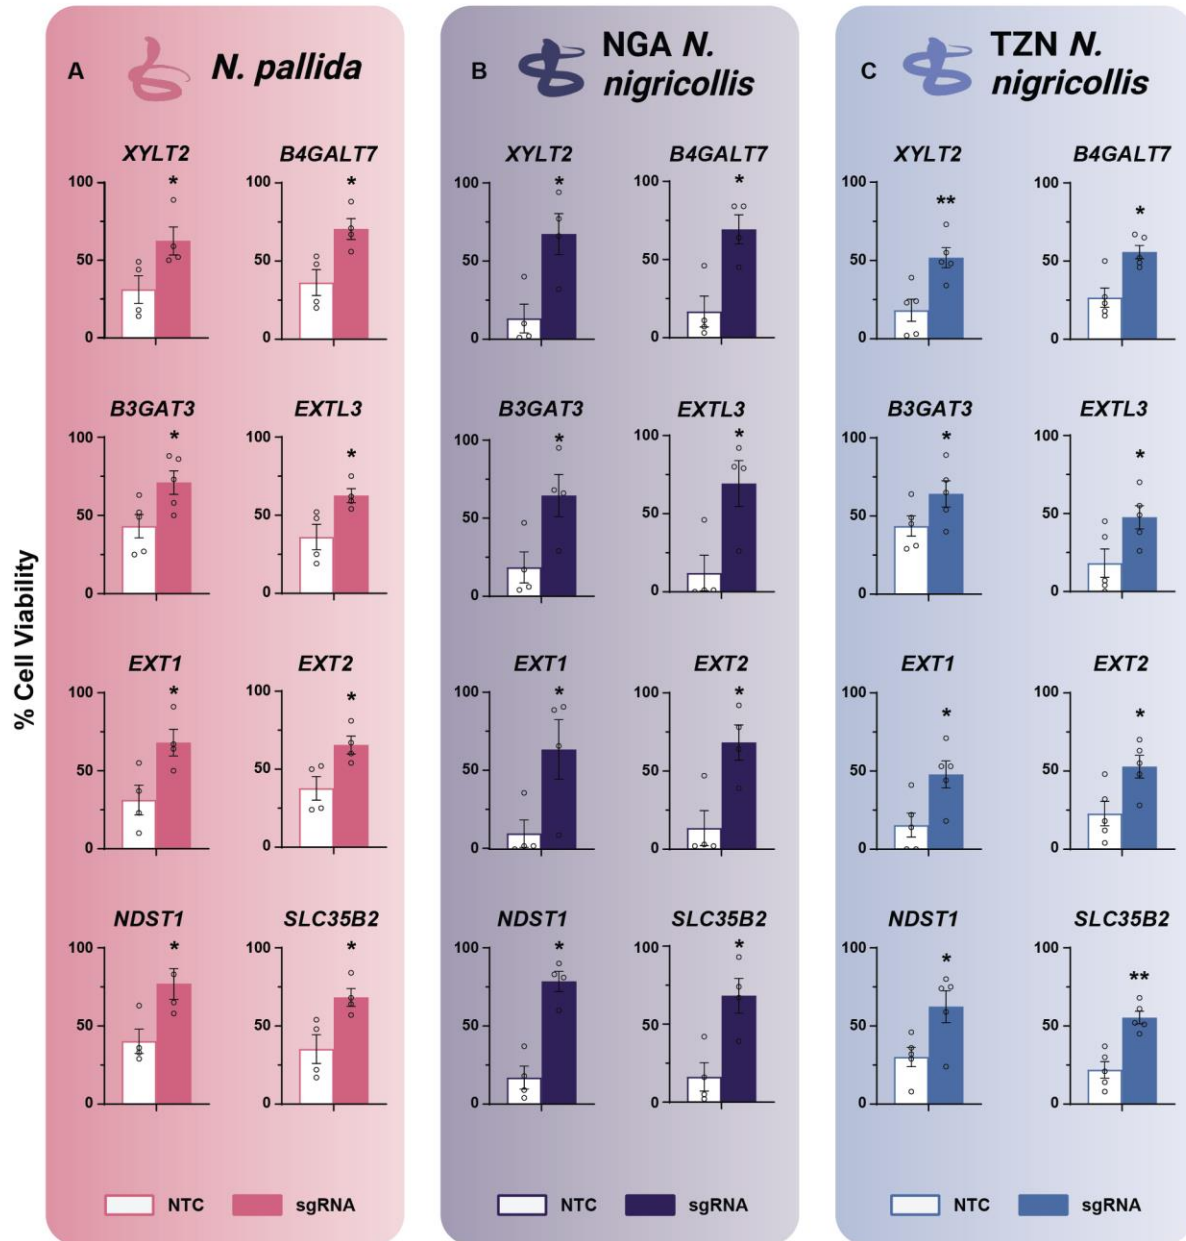 % Cell Viability
A
N. pallida
XYLT2
B4GALT7
100
50
0
100
50
0
*
*
B3GAT3
EXTL3
100
50
0
100
50
0
*
*
EXT1
EXT2
100
50
0
100
50
0
*
*
NDST1
SLC35B2
100
50
0
100
50
0
*
*
NTC
sgRNA
B
NGA N.
nigricollis
XYLT2
B4GALT7
100
50
0
100
50
0
*
*
B3GAT3
EXTL3
100
50
0
100
50
0
*
*
EXT1
EXT2
100
50
0
100
50
0
*
*
NDST1
SLC35B2
100
50
0
100
50
0
*
*
NTC
sgRNA
C
TZN N.
nigricollis
XYLT2
B4GALT7
100
50
0
100
50
0
**
*
B3GAT3
EXTL3
100
50
0
100
50
0
*
*
EXT1
EXT2
100
50
0
100
50
0
*
*
NDST1
SLC35B2
100
50
0
100
50
0
*
**
NTC
sgRNA